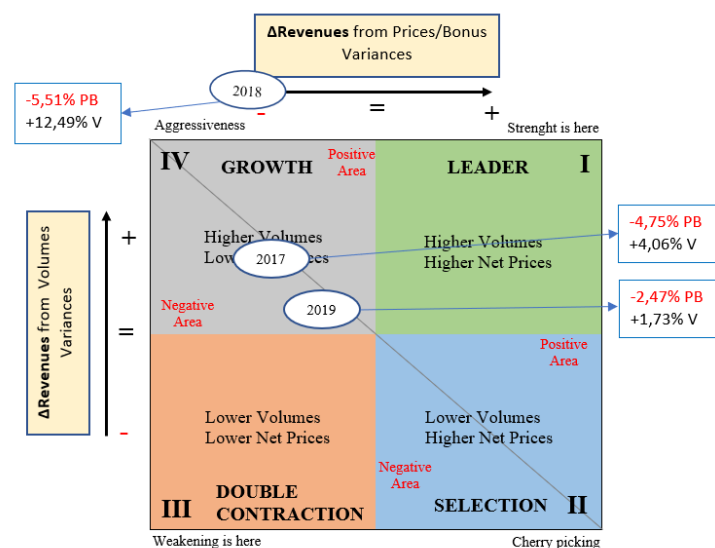 ΔRevenues from Prices/Bonus
Variances
2018
-5,51% PB
+12,49% V
- = +
Aggressiveness
Strenght is here
IV
GROWTH
Positive
Area
LEADER
I
ΔRevenues from Volumes
Variances
+
=
-
Higher Volumes
2017
Higher Volumes
Higher Net Prices
-4,75% PB
+4,06% V
2019
-2,47% PB
+1,73% V
Negative
Area
Positive
Area
Lower Volumes
Lower Net Prices
Lower Volumes
Higher Net Prices
Negative
Area
III
DOUBLE
CONTRACTION
SELECTION
II
Weakening is here
Cherry picking